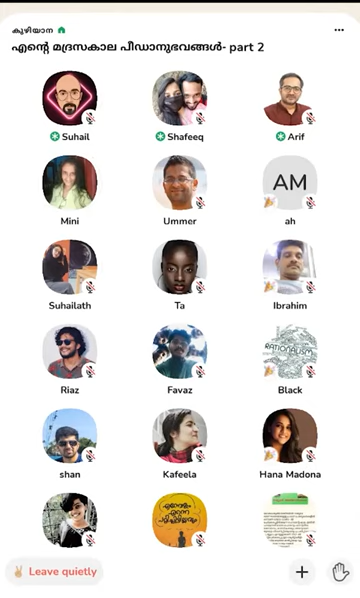 കുഴിയാന
എന്റെ മദ്രസകാല പീഡാനുഭവങ്ങൾ- part 2
Suhail Shafeeq Arif
AM
Mini Ummer ah
Suhailath Ta Ibrahim
RATIONALISM
Riaz Favaz Black
shan Kafeela Hana Madona
Leave quietly